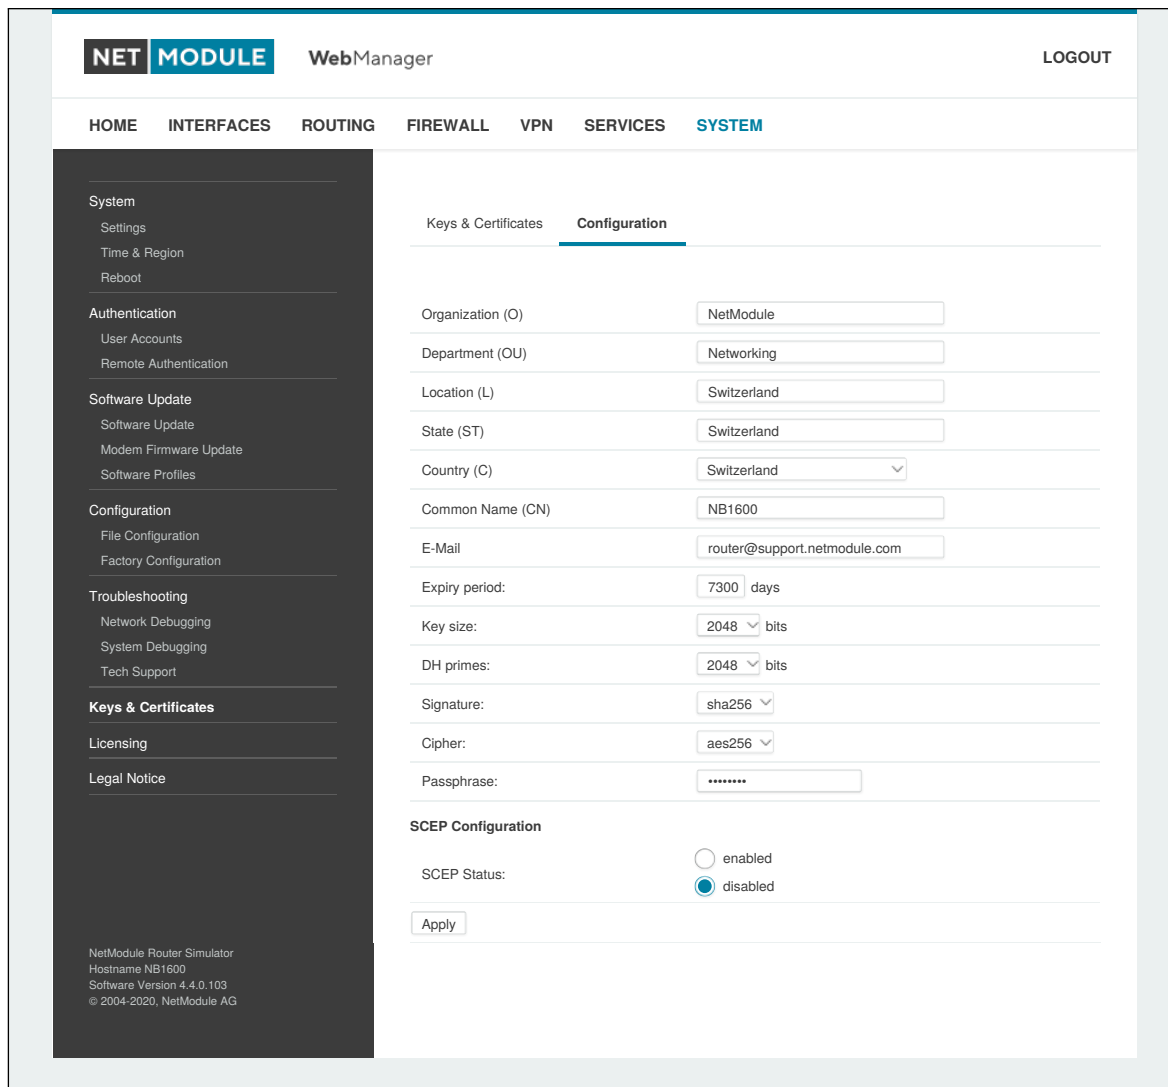 NET MODULE WebManager LOGOUT
HOME INTERFACES ROUTING FIREWALL VPN SERVICES SYSTEM
System
Settings
Time & Region
Reboot
Authentication
User Accounts
Remote Authentication
Software Update
Software Update
Modem Firmware Update
Software Profiles
Configuration
File Configuration
Factory Configuration
Troubleshooting
Network Debugging
System Debugging
Tech Support
Keys & Certificates
Licensing
Legal Notice
NetModule Router Simulator
Hostname NB1600
Software Version 4.4.0.103
© 2004-2020, NetModule AG
Keys & Certificates Configuration
Organization (O) NetModule
Department (OU) Networking
Location (L) Switzerland
State (ST) Switzerland
Country (C) Switzerland
Common Name (CN) NB1600
E-Mail router@support.netmodule.com
Expiry period: 7300 days
Key size: 2048 bits
DH primes: 2048 bits
Signature: sha256
Cipher: aes256
Passphrase: ••••••••
SCEP Configuration
SCEP Status: enabled
disabled
Apply